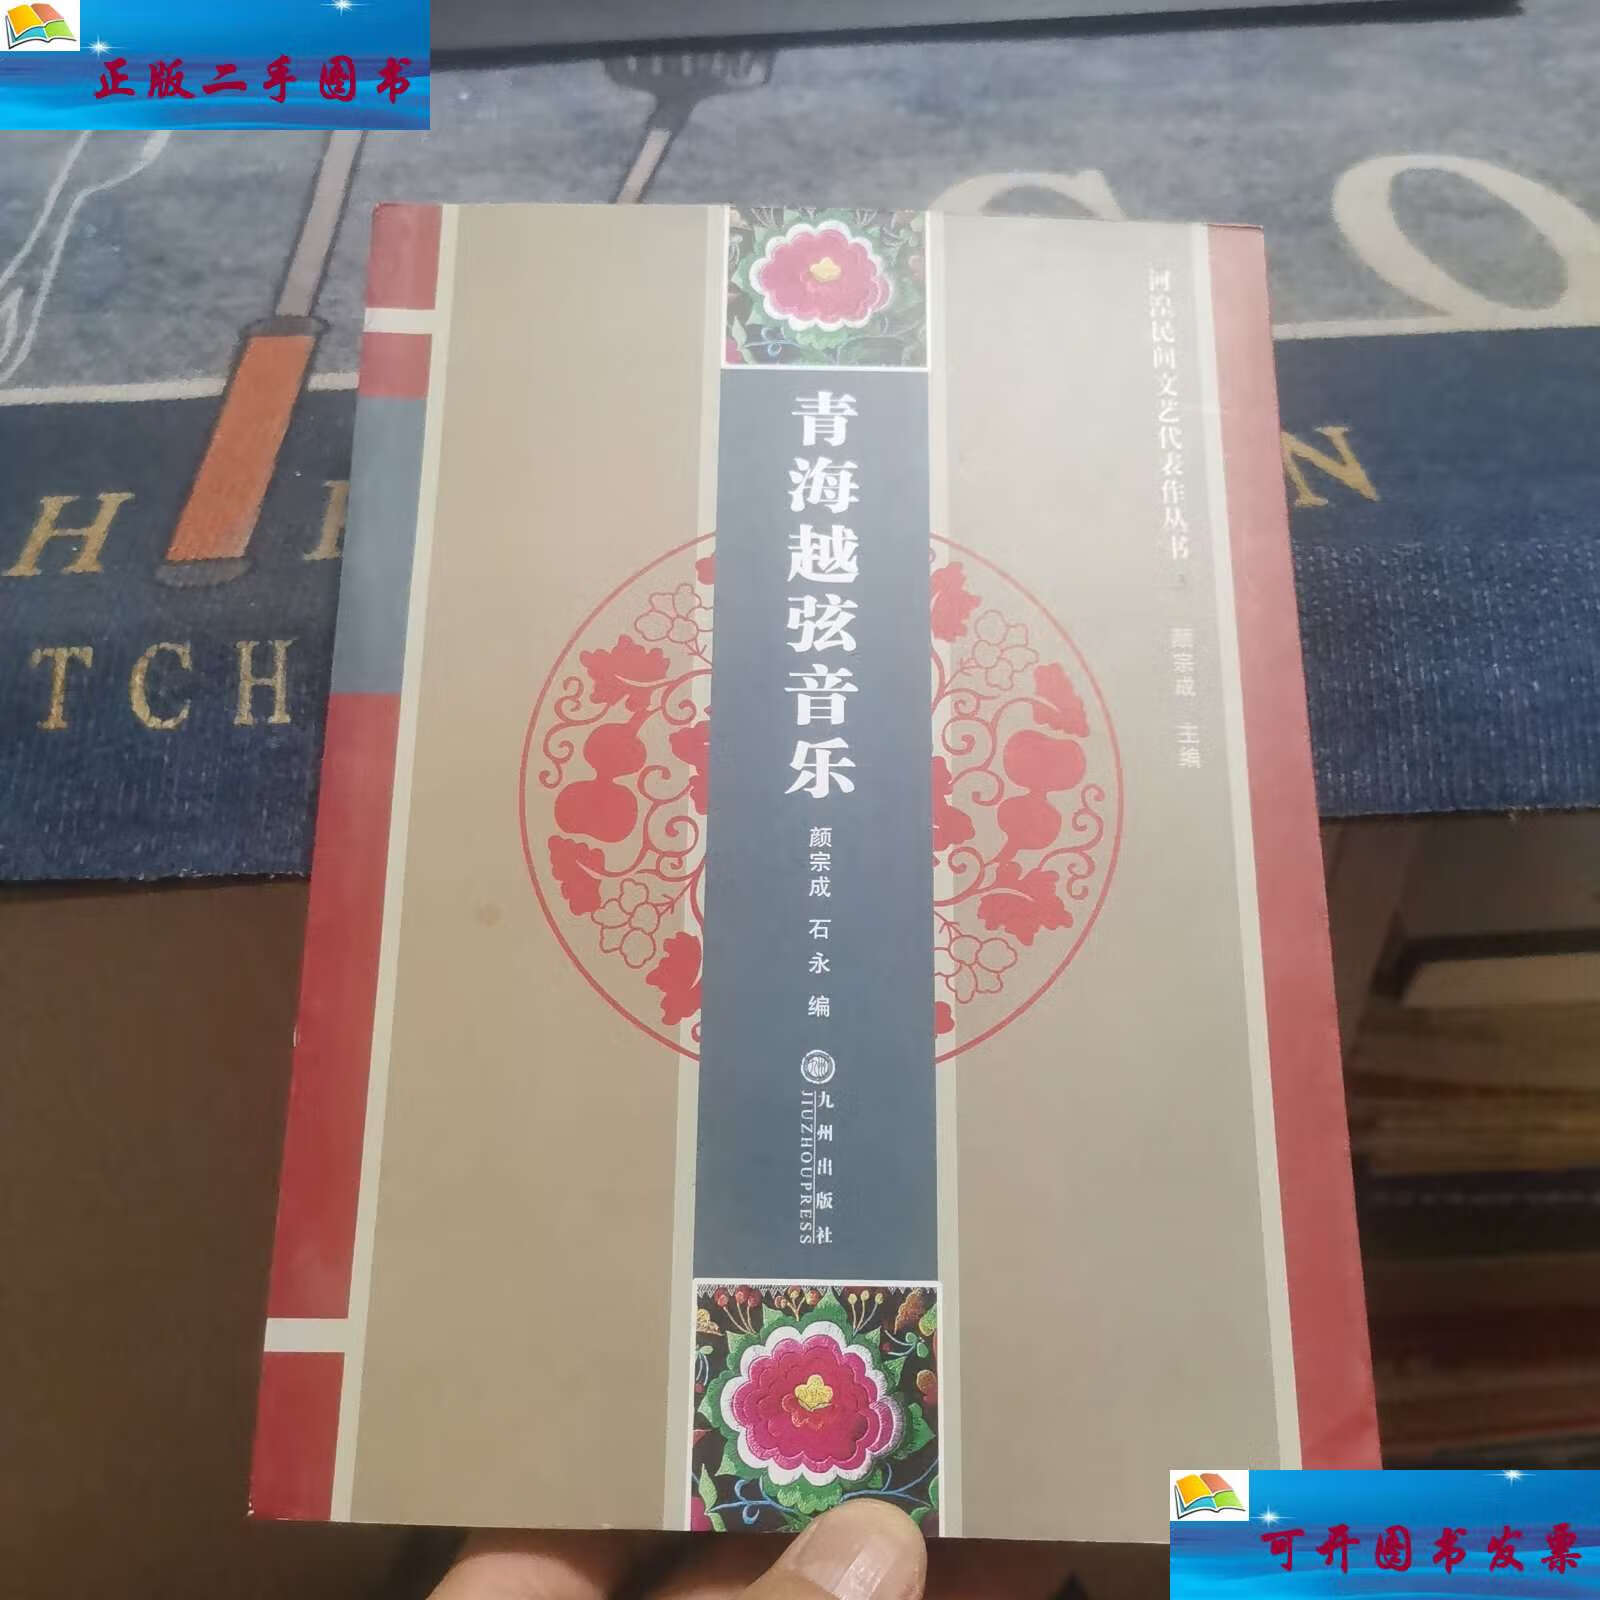 正版二手图书
青海越弦音乐
颜宗成 石永 编
九州出版社
JIUZHOUPRESS
河湟民间文艺代表作丛书
颜宗成 主编
H
N
TCH
可开图书发票